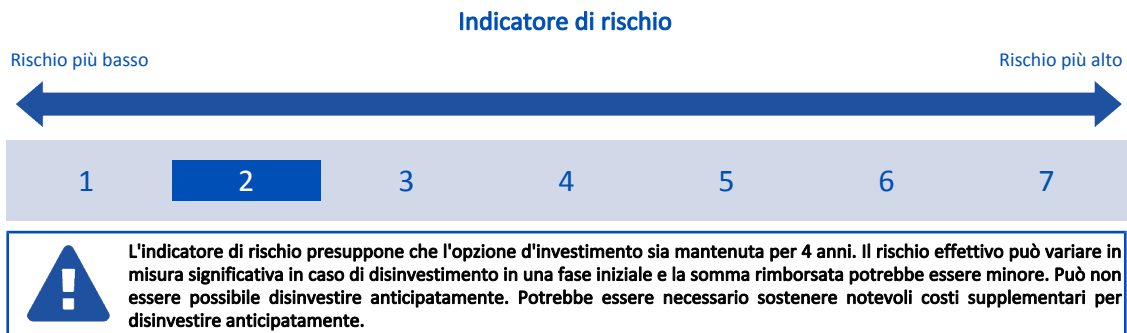 Indicatore di rischio
Rischio più basso
Rischio più alto
1 2 3 4 5 6 7
L'indicatore di rischio presuppone che l'opzione d'investimento sia mantenuta per 4 anni. Il rischio effettivo può variare in
misura significativa in caso di disinvestimento in una fase iniziale e la somma rimborsata potrebbe essere minore. Può non
essere possibile disinvestire anticipatamente. Potrebbe essere necessario sostenere notevoli costi supplementari per
disinvestire anticipatamente.